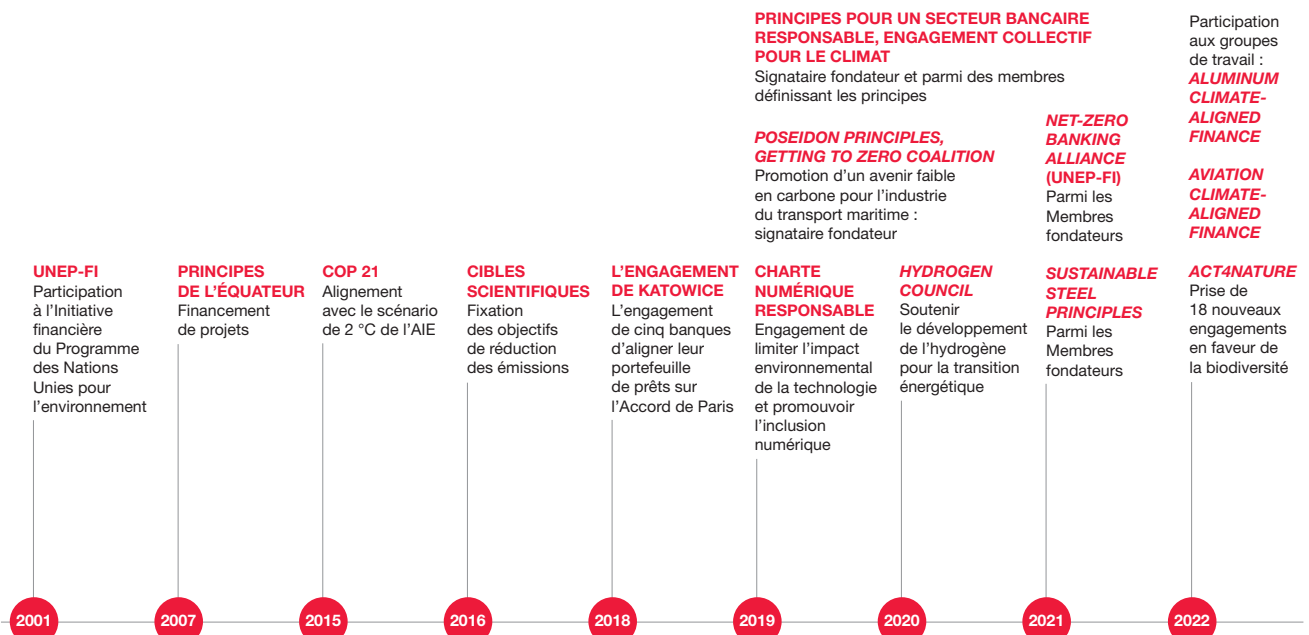 PRINCIPES POUR UN SECTEUR BANCAIRE
RESPONSABLE, ENGAGEMENT COLLECTIF
POUR LE CLIMAT
Signataire fondateur et parmi des membres
définissant les principes
POSEIDON PRINCIPLES,
GETTING TO ZERO COALITION
Promotion d’un avenir faible
en carbone pour l’industrie
du transport maritime :
signataire fondateur
NET-ZERO
BANKING
ALLIANCE
(UNEP-FI)
Parmi les
Membres
fondateurs
Participation
aux groupes
de travail :
ALUMINUM
CLIMATE-
ALIGNED
FINANCE
AVIATION
CLIMATE-
ALIGNED
FINANCE
UNEP-FI
Participation
à l’Initiative
financière
du Programme
des Nations
Unies pour
l’environnement
PRINCIPES
DE L’ÉQUATEUR
Financement
de projets
COP 21
Alignement
avec le scénario
de 2 °C de l’AIE
CIBLES
SCIENTIFIQUES
Fixation
des objectifs
de réduction
des émissions
L’ENGAGEMENT
DE KATOWICE
L’engagement
de cinq banques
d’aligner leur
portefeuille
de prêts sur
l’Accord de Paris
CHARTE
NUMÉRIQUE
RESPONSABLE
Engagement de
limiter l’impact
environnemental
de la technologie
et promouvoir
l’inclusion
numérique
HYDROGEN
COUNCIL
Soutenir
le développement
de l’hydrogène
pour la transition
énergétique
SUSTAINABLE
STEEL
PRINCIPLES
Parmi les
Membres
fondateurs
ACT4NATURE
Prise de
18 nouveaux
engagements
en faveur de
la biodiversité
2001
2007
2015
2016
2018
2019
2020
2021
2022